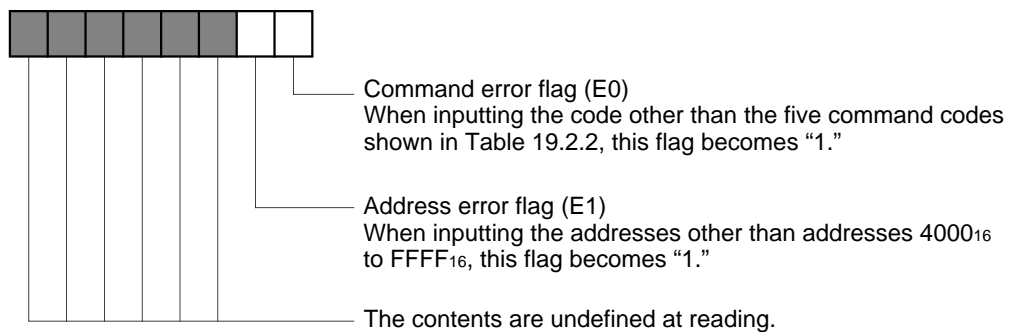 Command error flag (E0)
When inputting the code other than the five command codes
shown in Table 19.2.2, this flag becomes “1.”
Address error flag (E1)
When inputting the addresses other than addresses 4000₁₆
to FFFF₁₆, this flag becomes “1.”
The contents are undefined at reading.